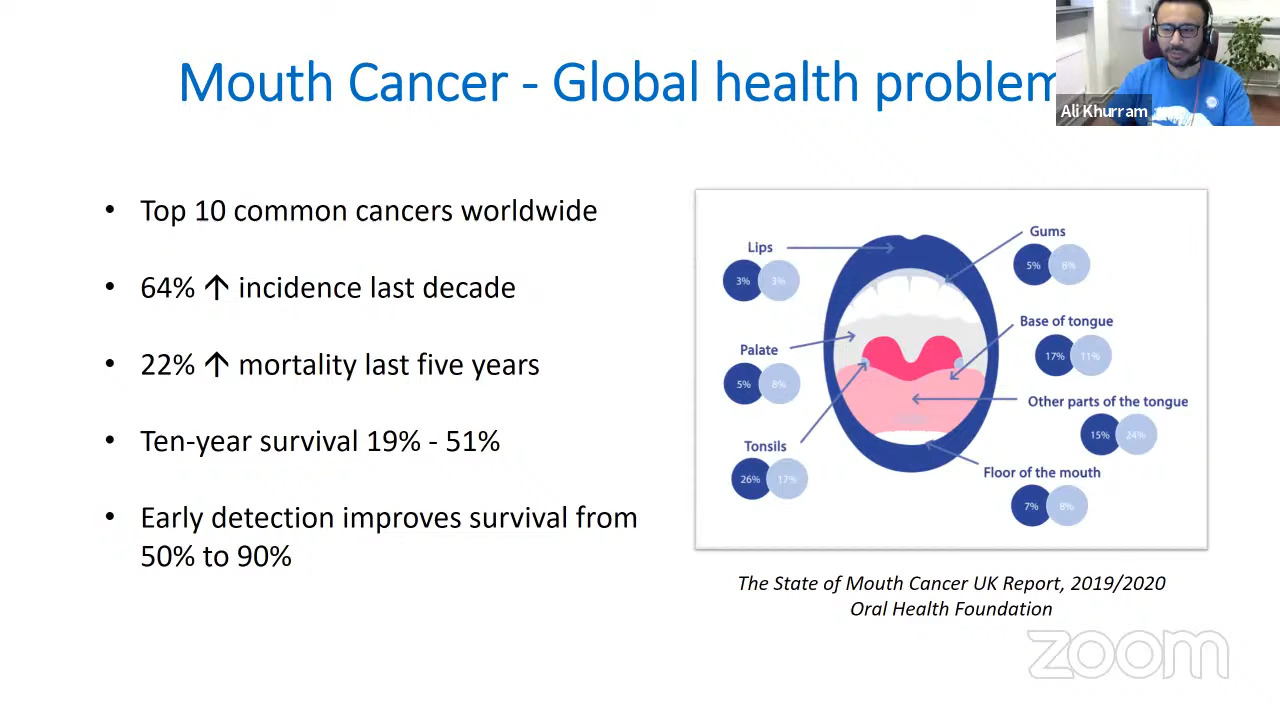 Mouth Cancer - Global health problem
Ali Khurram
• Top 10 common cancers worldwide
• 64% ↑ incidence last decade
• 22% ↑ mortality last five years
• Ten-year survival 19% - 51%
• Early detection improves survival from
50% to 90%
Lips
3% 3%
Palate
5% 8%
Tonsils
26% 17%
Gums
5% 6%
Base of tongue
17% 11%
Other parts of the tongue
15% 24%
Floor of the mouth
7% 8%
The State of Mouth Cancer UK Report, 2019/2020
Oral Health Foundation
zoom